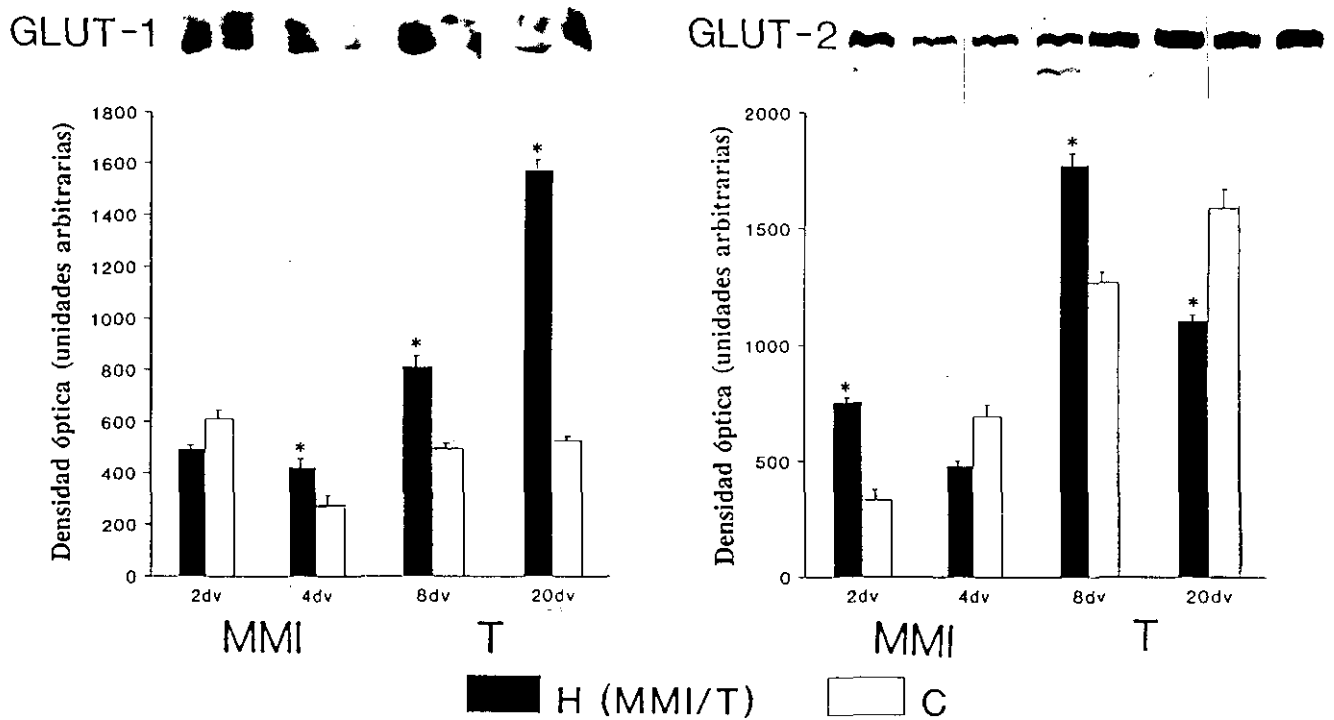 GLUT-1
GLUT-2
Densidad óptica (unidades arbitrarias)
1800
1600
1400
1200
1000
800
600
400
200
0
*
*
*
2dv
4dv
8dv
20dv
MMI
T
Densidad óptica (unidades arbitrarias)
2000
1500
1000
500
0
*
*
*
2dv
4dv
8dv
20dv
MMI
T
H (MMI/T)
C